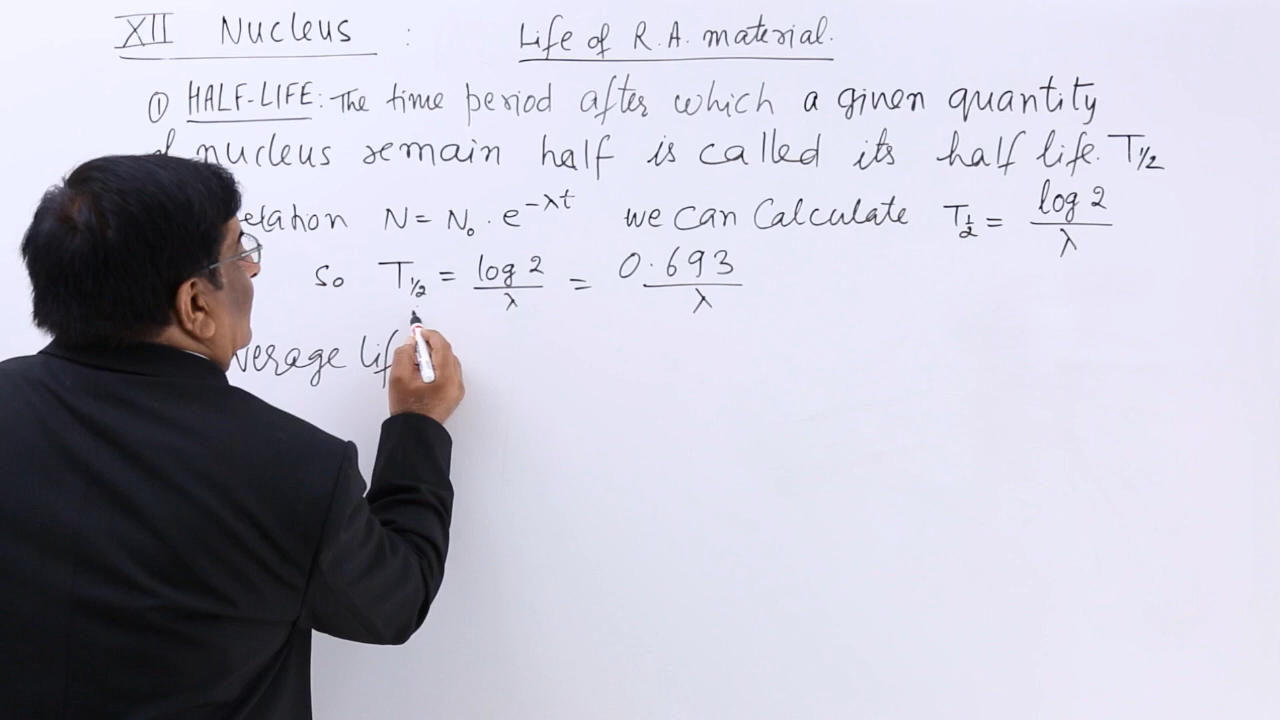 XII Nucleus : Life of R.A. material.
① HALF-LIFE: The time period after which a given quantity
nucleus remain half is called its half life. T1/2
N = N₀ · e^-λt we can calculate T1/2 = log 2 / λ
So T1/2 = log 2 / λ = 0.693 / λ